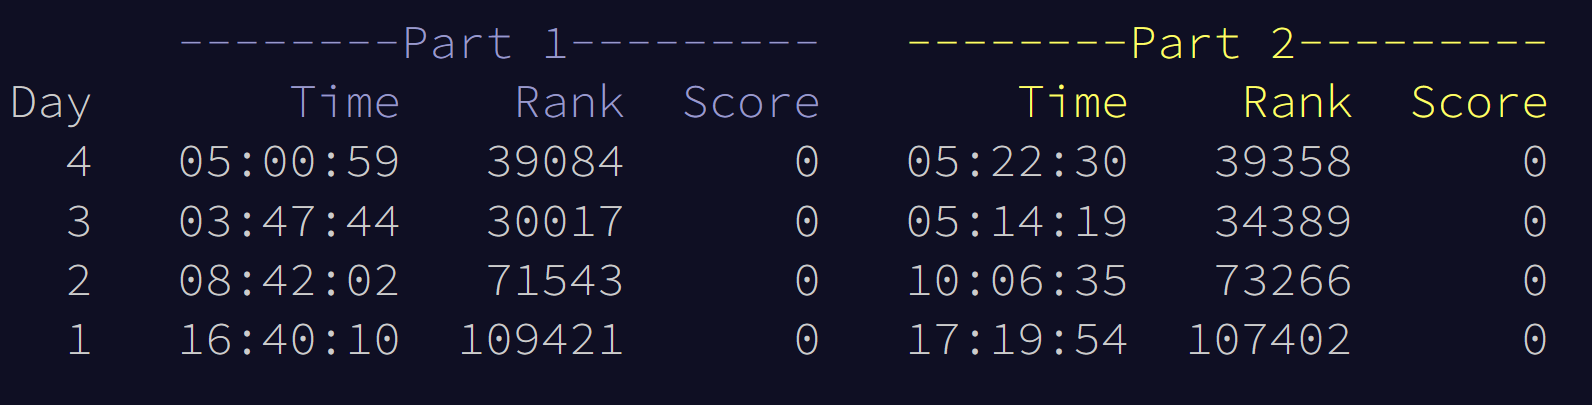 --------Part 1--------- --------Part 2---------
Day Time Rank Score Time Rank Score
4 05:00:59 39084 0 05:22:30 39358 0
3 03:47:44 30017 0 05:14:19 34389 0
2 08:42:02 71543 0 10:06:35 73266 0
1 16:40:10 109421 0 17:19:54 107402 0